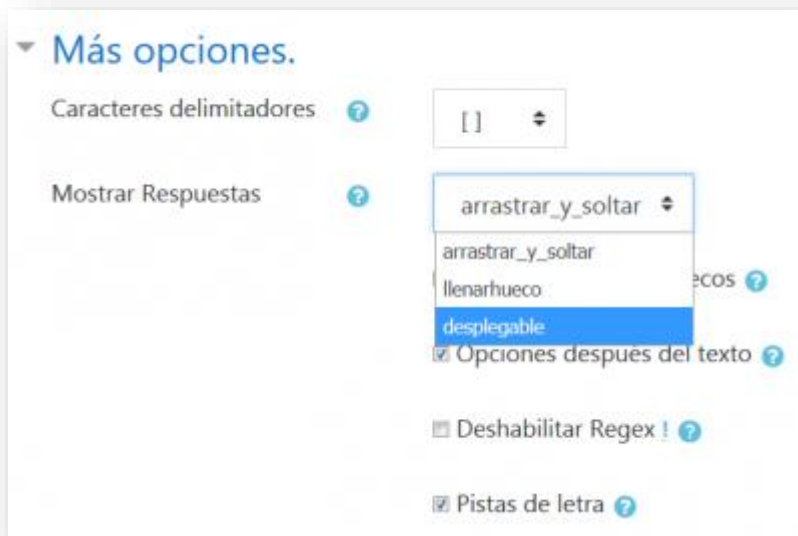 Más opciones.
Caracteres delimitadores
[ ]
Mostrar Respuestas
arrastrar_y_soltar
arrastrar_y_soltar
llenarhueco
ecos
desplegable
Opciones después del texto
Deshabilitar Regex !
Pistas de letra